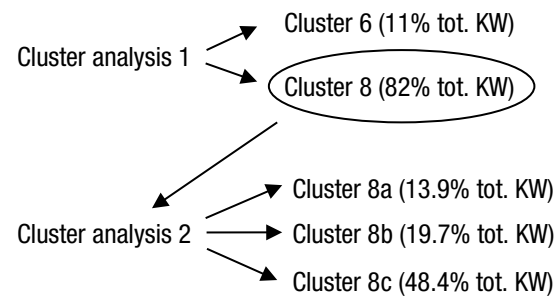 Cluster 6 (11% tot. KW)
Cluster analysis 1
Cluster 8 (82% tot. KW)
Cluster 8a (13.9% tot. KW)
Cluster analysis 2
Cluster 8b (19.7% tot. KW)
Cluster 8c (48.4% tot. KW)